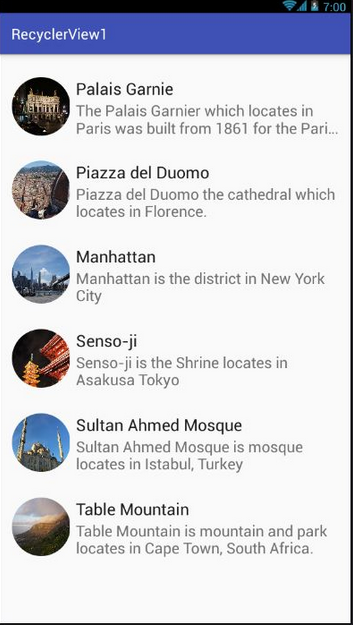 7:00
RecyclerView1
Palais Garnie
The Palais Garnier which locates in
Paris was built from 1861 for the Pari...
Piazza del Duomo
Piazza del Duomo the cathedral which
locates in Florence.
Manhattan
Manhattan is the district in New York
City
Senso-ji
Senso-ji is the Shrine locates in
Asakusa Tokyo
Sultan Ahmed Mosque
Sultan Ahmed Mosque is mosque
locates in Istabul, Turkey
Table Mountain
Table Mountain is mountain and park
locates in Cape Town, South Africa.